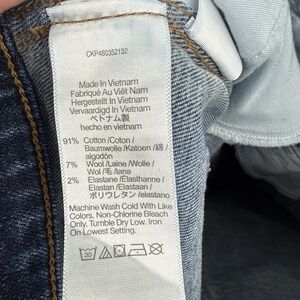 CKP480352132
Made in Vietnam
Fabriqué Au Viêt Nam
Hergestellt In Vietnam
Vervaardigd In Vietnam
ベトナム製
hecho en vietnam
91% Cotton /Coton /
Baumwolle /Katoen /綿 /
algodón
7% Wool /Laine /Wolle /
Wol /毛 /lana
2% Elastane /Élasthanne /
Elastan /Elastaan /
ポリウレタン /elastano
Machine Wash Cold With Like
Colors. Non-Chlorine Bleach
Only. Tumble Dry Low. Iron
On Lowest Setting.
30